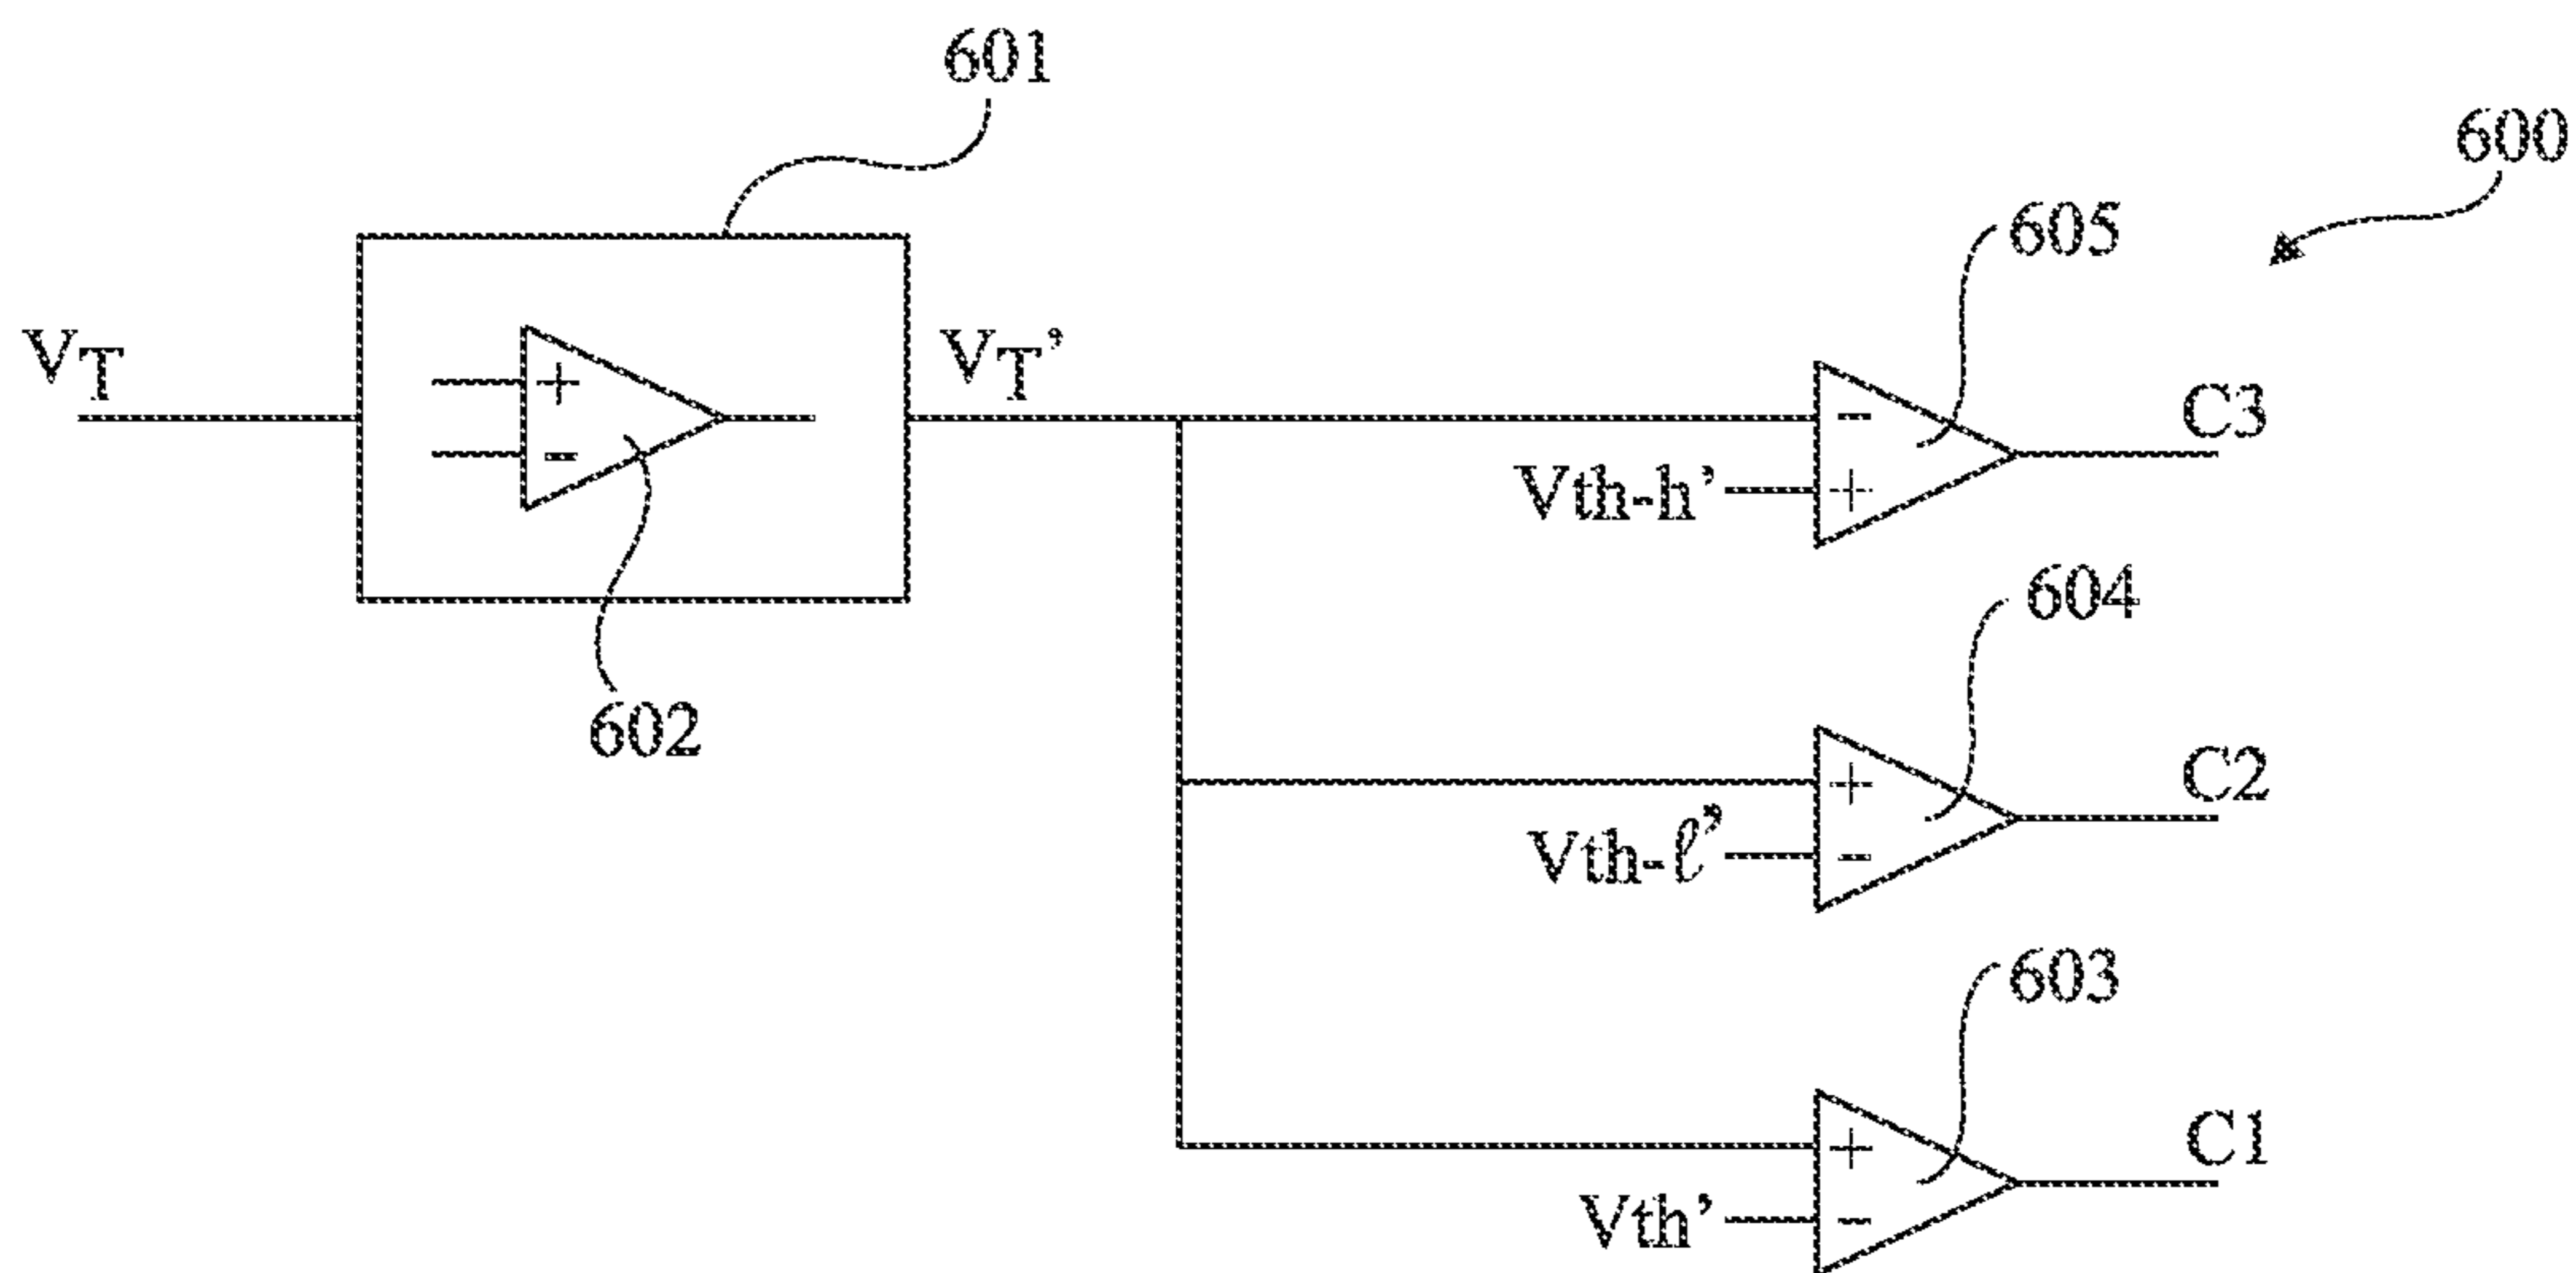 601
600
605
VT
VT’
+
-
-
+
C3
Vth-h’
602
604
+
-
C2
Vth-ℓ’
603
+
-
C1
Vth’